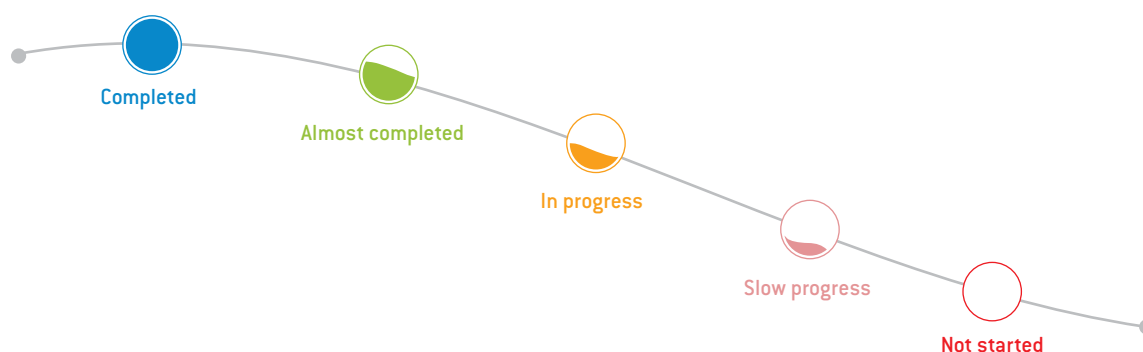 Completed
Almost completed
In progress
Slow progress
Not started